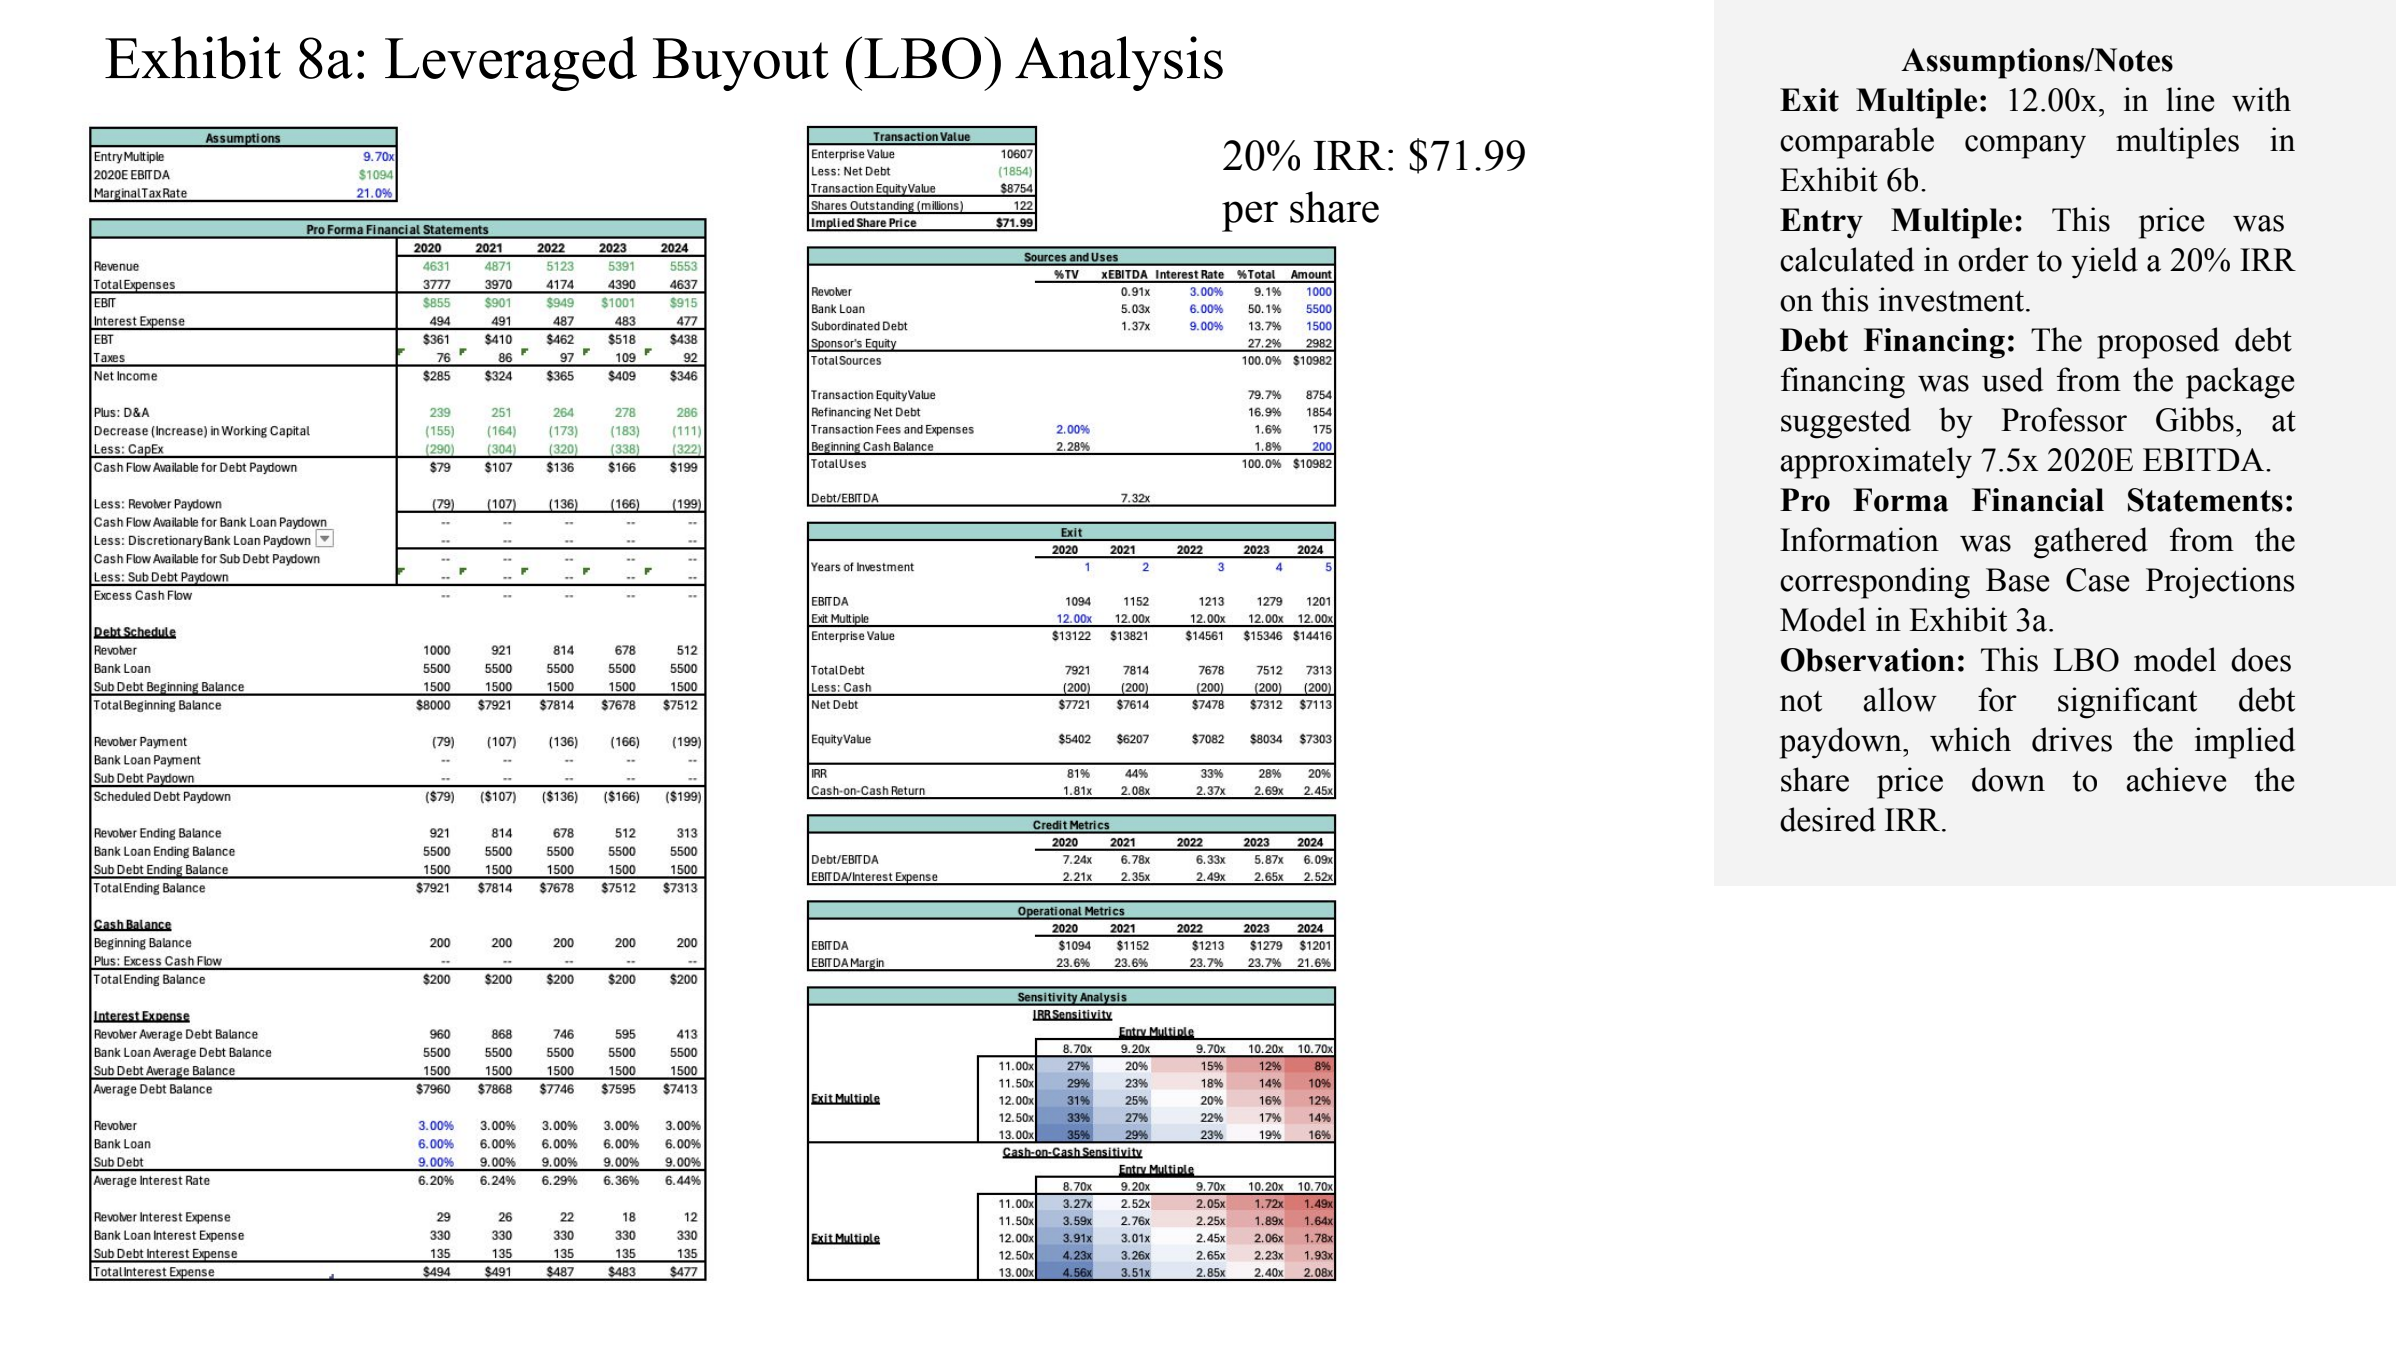 Exhibit 8a: Leveraged Buyout (LBO) Analysis
Assumptions
Entry Multiple 9.70x
2020E EBITDA $1094
Marginal Tax Rate 21.0%
Pro Forma Financial Statements
2020 2021 2022 2023 2024
Revenue 4631 4871 5123 5391 5553
Total Expenses 3777 3970 4174 4390 4637
EBIT $855 $901 $949 $1001 $915
Interest Expense 494 491 487 483 477
EBT $361 $410 $462 $518 $438
Taxes 76 86 97 109 92
Net Income $285 $324 $365 $409 $346
Plus: D&A 239 251 264 278 286
Decrease (Increase) in Working Capital (155) (164) (173) (183) (111)
Less: CapEx (290) (304) (320) (338) (322)
Cash Flow Available for Debt Paydown $79 $107 $136 $166 $199
Less: Revolver Paydown (79) (107) (136) (166) (199)
Cash Flow Available for Bank Loan Paydown -- -- -- -- --
Less: Discretionary Bank Loan Paydown -- -- -- -- --
Cash Flow Available for Sub Debt Paydown -- -- -- -- --
Less: Sub Debt Paydown -- -- -- -- --
Excess Cash Flow -- -- -- -- --
Debt Schedule
Revolver 1000 921 814 678 512
Bank Loan 5500 5500 5500 5500 5500
Sub Debt Beginning Balance 1500 1500 1500 1500 1500
Total Beginning Balance $8000 $7921 $7814 $7678 $7512
Revolver Payment (79) (107) (136) (166) (199)
Bank Loan Payment -- -- -- -- --
Sub Debt Paydown -- -- -- -- --
Scheduled Debt Paydown ($79) ($107) ($136) ($166) ($199)
Revolver Ending Balance 921 814 678 512 313
Bank Loan Ending Balance 5500 5500 5500 5500 5500
Sub Debt Ending Balance 1500 1500 1500 1500 1500
Total Ending Balance $7921 $7814 $7678 $7512 $7313
Cash Balance
Beginning Balance 200 200 200 200 200
Plus: Excess Cash Flow -- -- -- -- --
Total Ending Balance $200 $200 $200 $200 $200
Interest Expense
Revolver Average Debt Balance 960 868 746 595 413
Bank Loan Average Debt Balance 5500 5500 5500 5500 5500
Sub Debt Average Balance 1500 1500 1500 1500 1500
Average Debt Balance $7960 $7868 $7746 $7595 $7413
Revolver 3.00% 3.00% 3.00% 3.00% 3.00%
Bank Loan 6.00% 6.00% 6.00% 6.00% 6.00%
Sub Debt 9.00% 9.00% 9.00% 9.00% 9.00%
Average Interest Rate 6.20% 6.24% 6.29% 6.36% 6.44%
Revolver Interest Expense 29 26 22 18 12
Bank Loan Interest Expense 330 330 330 330 330
Sub Debt Interest Expense 135 135 135 135 135
Total Interest Expense $494 $491 $487 $483 $477
Transaction Value
Enterprise Value 10607
Less: Net Debt (1854)
Transaction Equity Value $8754
Shares Outstanding (millions) 122
Implied Share Price $71.99
20% IRR: $71.99
per share
Sources and Uses
%TV xEBITDA Interest Rate %Total Amount
Revolver 0.91x 3.00% 9.1% 1000
Bank Loan 5.03x 6.00% 50.1% 5500
Subordinated Debt 1.37x 9.00% 13.7% 1500
Sponsor's Equity 27.2% 2982
Total Sources 100.0% $10982
Transaction Equity Value 79.7% 8754
Refinancing Net Debt 16.9% 1854
Transaction Fees and Expenses 2.00% 1.6% 175
Beginning Cash Balance 2.28% 1.8% 200
Total Uses 100.0% $10982
Debt/EBITDA 7.32x
Exit
2020 2021 2022 2023 2024
Years of Investment 1 2 3 4 5
EBITDA 1094 1152 1213 1279 1201
Exit Multiple 12.00x 12.00x 12.00x 12.00x 12.00x
Enterprise Value $13122 $13821 $14561 $15346 $14416
Total Debt 7921 7814 7678 7512 7313
Less: Cash (200) (200) (200) (200) (200)
Net Debt $7721 $7614 $7478 $7312 $7113
Equity Value $5402 $6207 $7082 $8034 $7303
IRR 81% 44% 33% 28% 20%
Cash-on-Cash Return 1.81x 2.08x 2.37x 2.69x 2.45x
Credit Metrics
2020 2021 2022 2023 2024
Debt/EBITDA 7.24x 6.78x 6.33x 5.87x 6.09x
EBITDA/Interest Expense 2.21x 2.35x 2.49x 2.65x 2.52x
Operational Metrics
2020 2021 2022 2023 2024
EBITDA $1094 $1152 $1213 $1279 $1201
EBITDA Margin 23.6% 23.6% 23.7% 23.7% 21.6%
Sensitivity Analysis
IRR Sensitivity
Entry Multiple
8.70x 9.20x 9.70x 10.20x 10.70x
11.00x 27% 20% 15% 12% 8%
11.50x 29% 23% 18% 14% 10%
Exit Multiple 12.00x 31% 25% 20% 16% 12%
12.50x 33% 27% 22% 17% 14%
13.00x 35% 29% 23% 19% 16%
Cash-on-Cash Sensitivity
Entry Multiple
8.70x 9.20x 9.70x 10.20x 10.70x
11.00x 3.27x 2.52x 2.05x 1.72x 1.49x
11.50x 3.59x 2.76x 2.25x 1.89x 1.64x
Exit Multiple 12.00x 3.91x 3.01x 2.45x 2.06x 1.78x
12.50x 4.23x 3.26x 2.65x 2.23x 1.93x
13.00x 4.56x 3.51x 2.85x 2.40x 2.08x
Assumptions/Notes
Exit Multiple: 12.00x, in line with
comparable company multiples in
Exhibit 6b.
Entry Multiple: This price was
calculated in order to yield a 20% IRR
on this investment.
Debt Financing: The proposed debt
financing was used from the package
suggested by Professor Gibbs, at
approximately 7.5x 2020E EBITDA.
Pro Forma Financial Statements:
Information was gathered from the
corresponding Base Case Projections
Model in Exhibit 3a.
Observation: This LBO model does
not allow for significant debt
paydown, which drives the implied
share price down to achieve the
desired IRR.